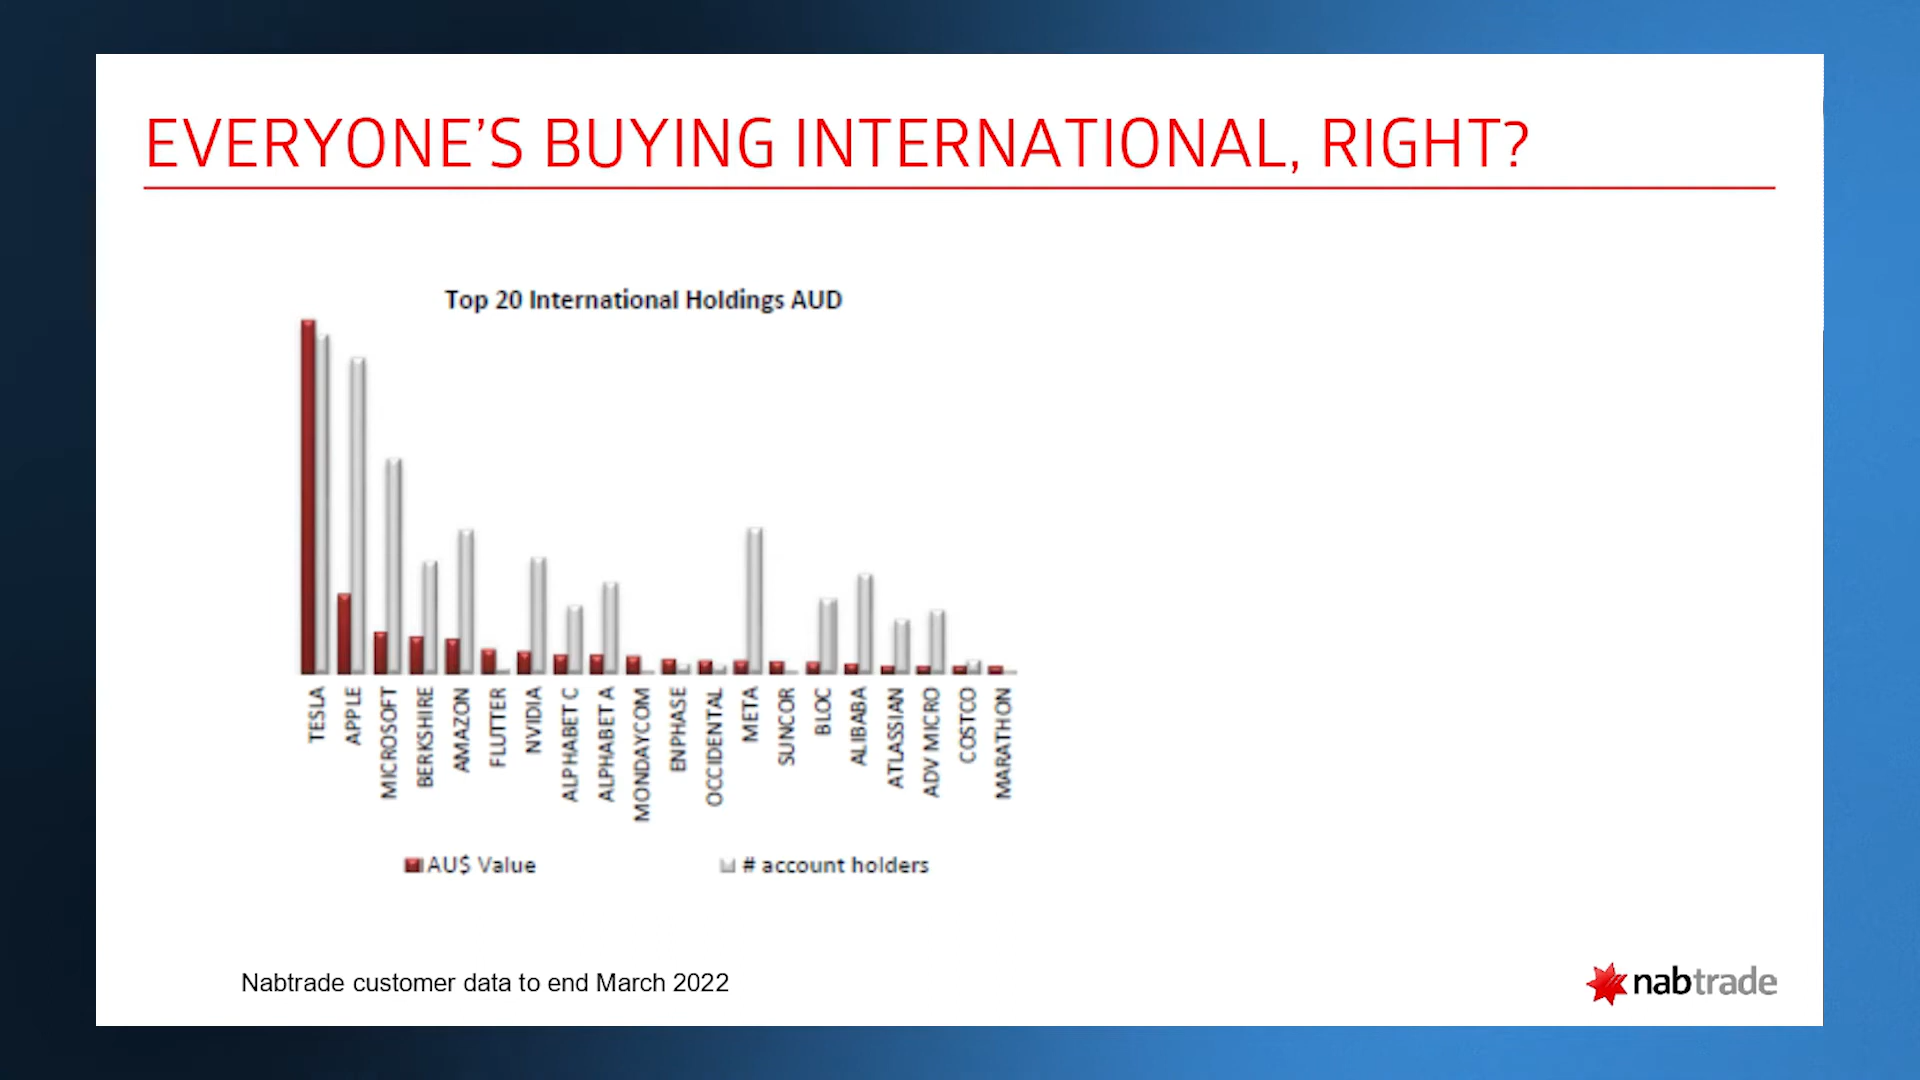 EVERYONE'S BUYING INTERNATIONAL, RIGHT?
Top 20 International Holdings AUD
TESLA
APPLE
MICROSOFT
BERKSHIRE
AMAZON
FLUTTER
NVIDIA
ALPHABET C
ALPHABET A
MONDAYCOM
ENPHASE
OCCIDENTAL
META
SUNCOR
BLOC
ALIBABA
ATLASSIAN
ADV MICRO
COSTCO
MARATHON
AU$ Value
# account holders
Nabtrade customer data to end March 2022
nabtrade